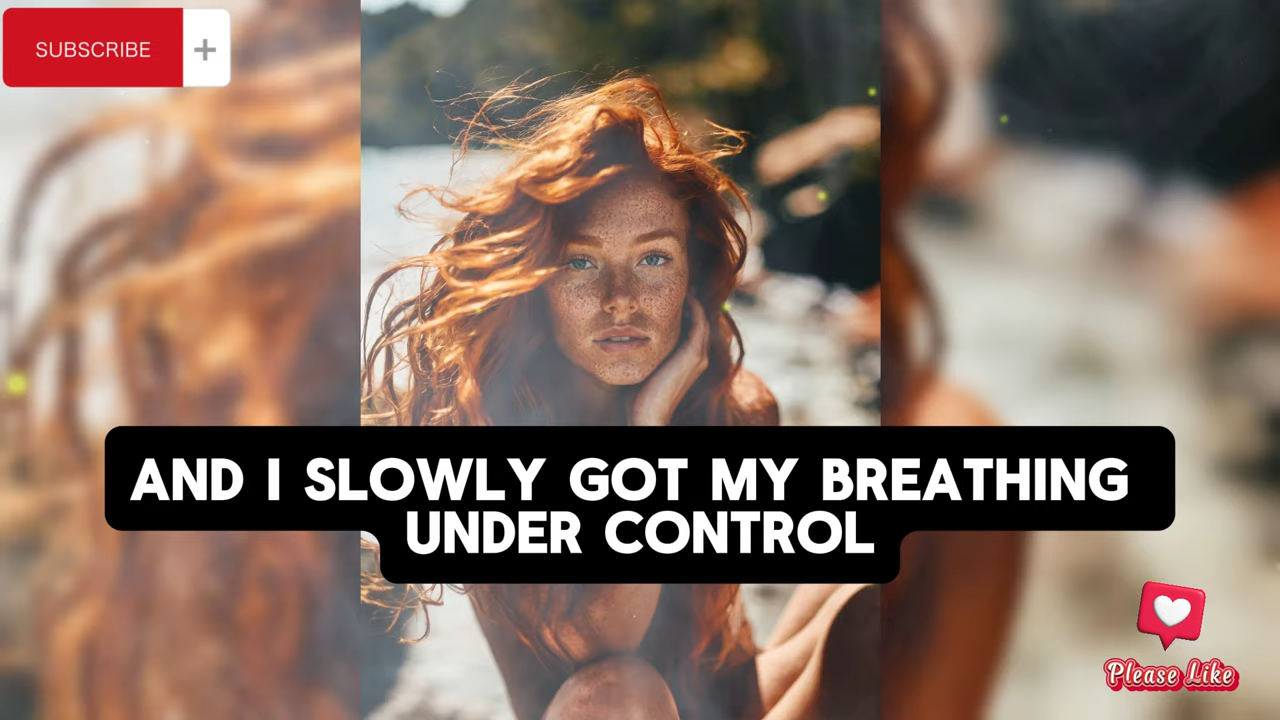 SUBSCRIBE +
AND I SLOWLY GOT MY BREATHING
UNDER CONTROL
Please Like